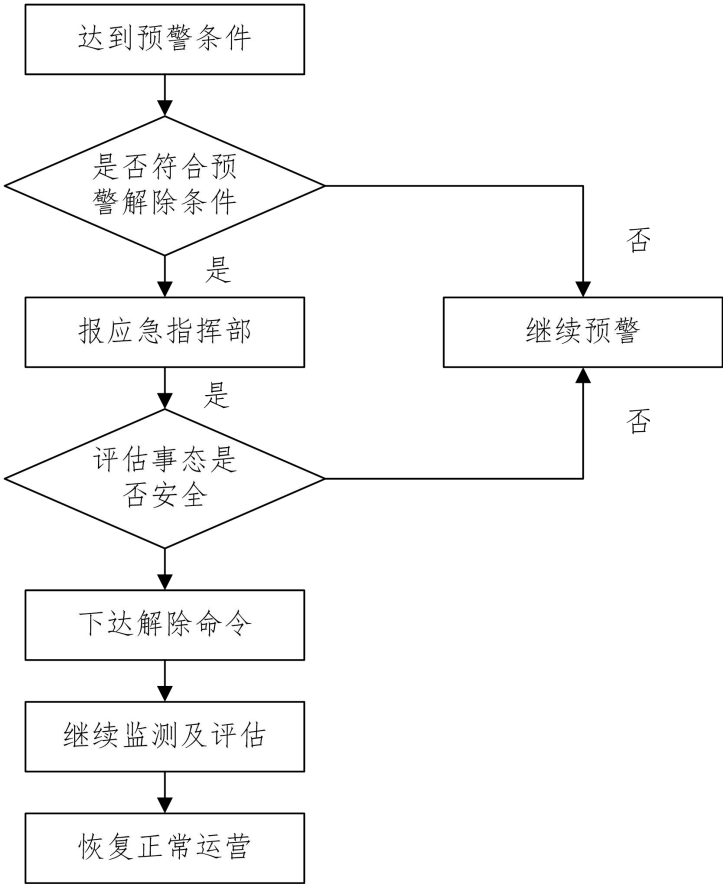 达到预警条件
是否符合预
警解除条件
否
是
报应急指挥部
继续预警
是
否
评估事态是
否安全
下达解除命令
继续监测及评估
恢复正常运营